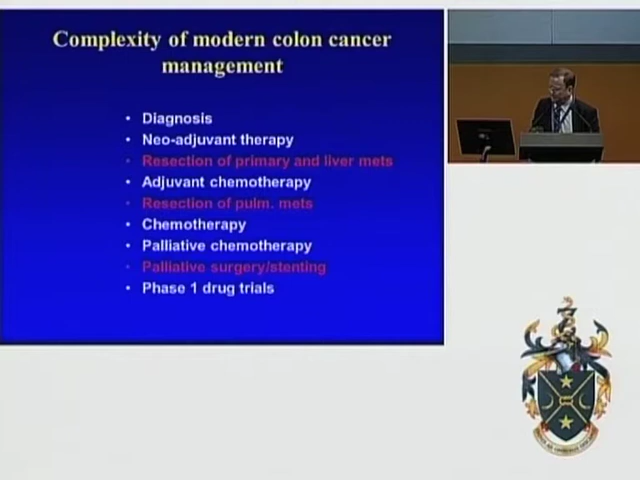 Complexity of modern colon cancer
management
• Diagnosis
• Neo-adjuvant therapy
• Resection of primary and liver mets
• Adjuvant chemotherapy
• Resection of pulm. mets
• Chemotherapy
• Palliative chemotherapy
• Palliative surgery/stenting
• Phase 1 drug trials